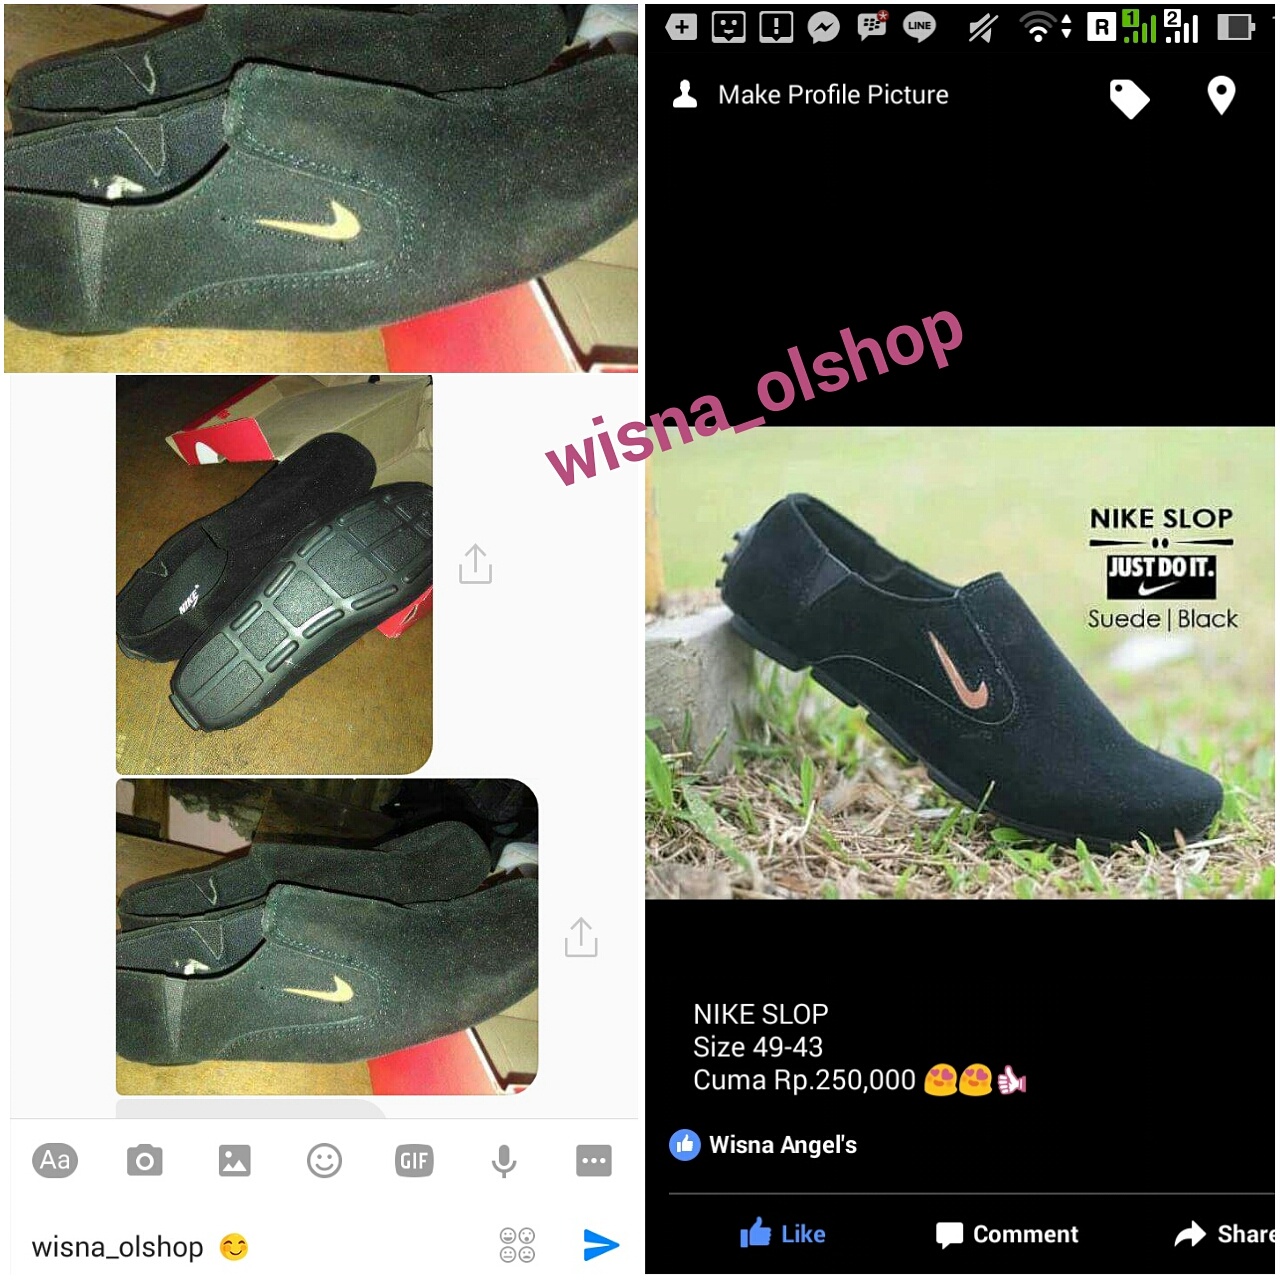 NIKE
Aa
GIF
wisna_olshop 😊
wisna_olshop
LINE
R
1
2
Make Profile Picture
NIKE SLOP
JUST DO IT.
Suede | Black
NIKE SLOP
Size 49-43
Cuma Rp.250,000 😍😍👍
Wisna Angel's
Like
Comment
Share